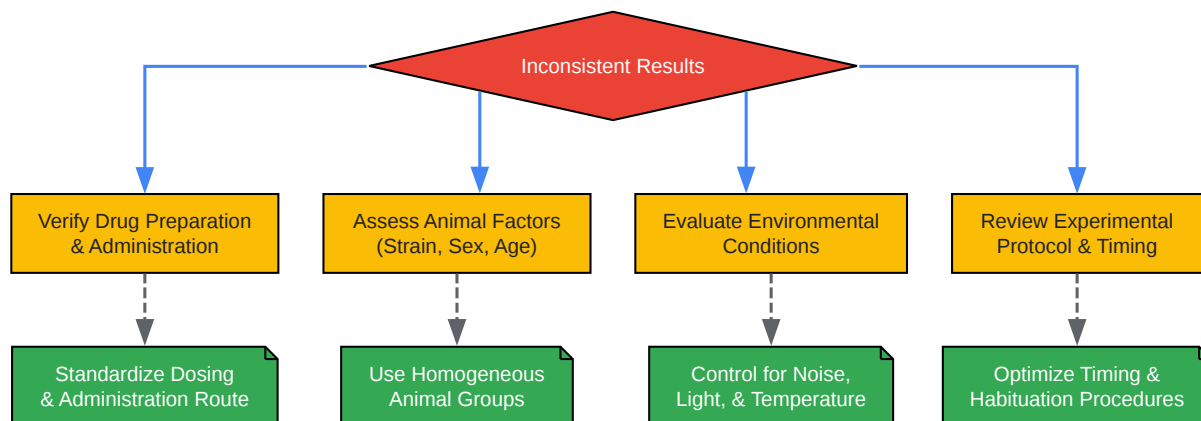 Inconsistent Results
Verify Drug Preparation
& Administration
Assess Animal Factors
(Strain, Sex, Age)
Evaluate Environmental
Conditions
Review Experimental
Protocol & Timing
Standardize Dosing
& Administration Route
Use Homogeneous
Animal Groups
Control for Noise,
Light, & Temperature
Optimize Timing &
Habituation Procedures